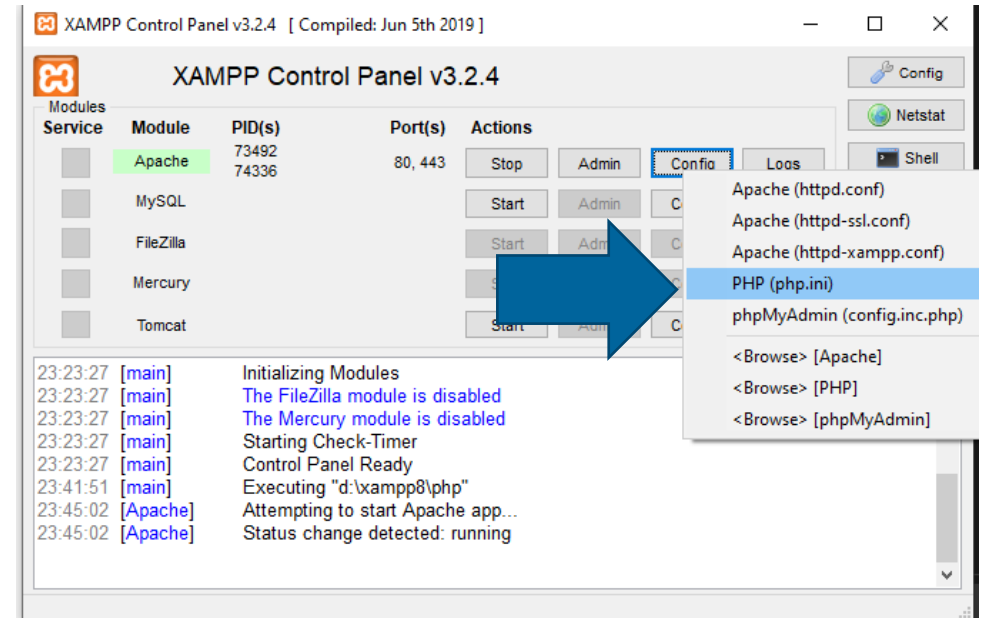 XAMPP Control Panel v3.2.4 [ Compiled: Jun 5th 2019 ]
XAMPP Control Panel v3.2.4
Config
Modules
Service Module PID(s) Port(s) Actions
Netstat
Apache 73492 74336 80, 443 Stop Admin Config Logs
Shell
MySQL Start Admin
FileZilla Start
Mercury
Tomcat Start
Apache (httpd.conf)
Apache (httpd-ssl.conf)
Apache (httpd-xampp.conf)
PHP (php.ini)
phpMyAdmin (config.inc.php)
<Browse> [Apache]
<Browse> [PHP]
<Browse> [phpMyAdmin]
23:23:27 [main] Initializing Modules
23:23:27 [main] The FileZilla module is disabled
23:23:27 [main] The Mercury module is disabled
23:23:27 [main] Starting Check-Timer
23:23:27 [main] Control Panel Ready
23:41:51 [main] Executing "d:\xampp8\php"
23:45:02 [Apache] Attempting to start Apache app...
23:45:02 [Apache] Status change detected: running